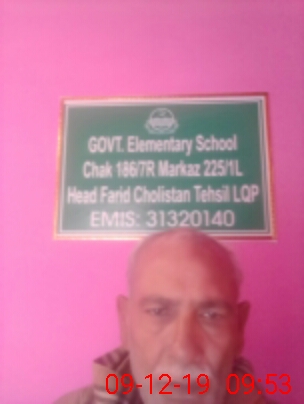 GOVT. Elementary School
Chak 186/7R Markaz 225/1L
Head Farid Cholistan Tehsil LQP
EMIS: 31320140
09-12-19 09:53